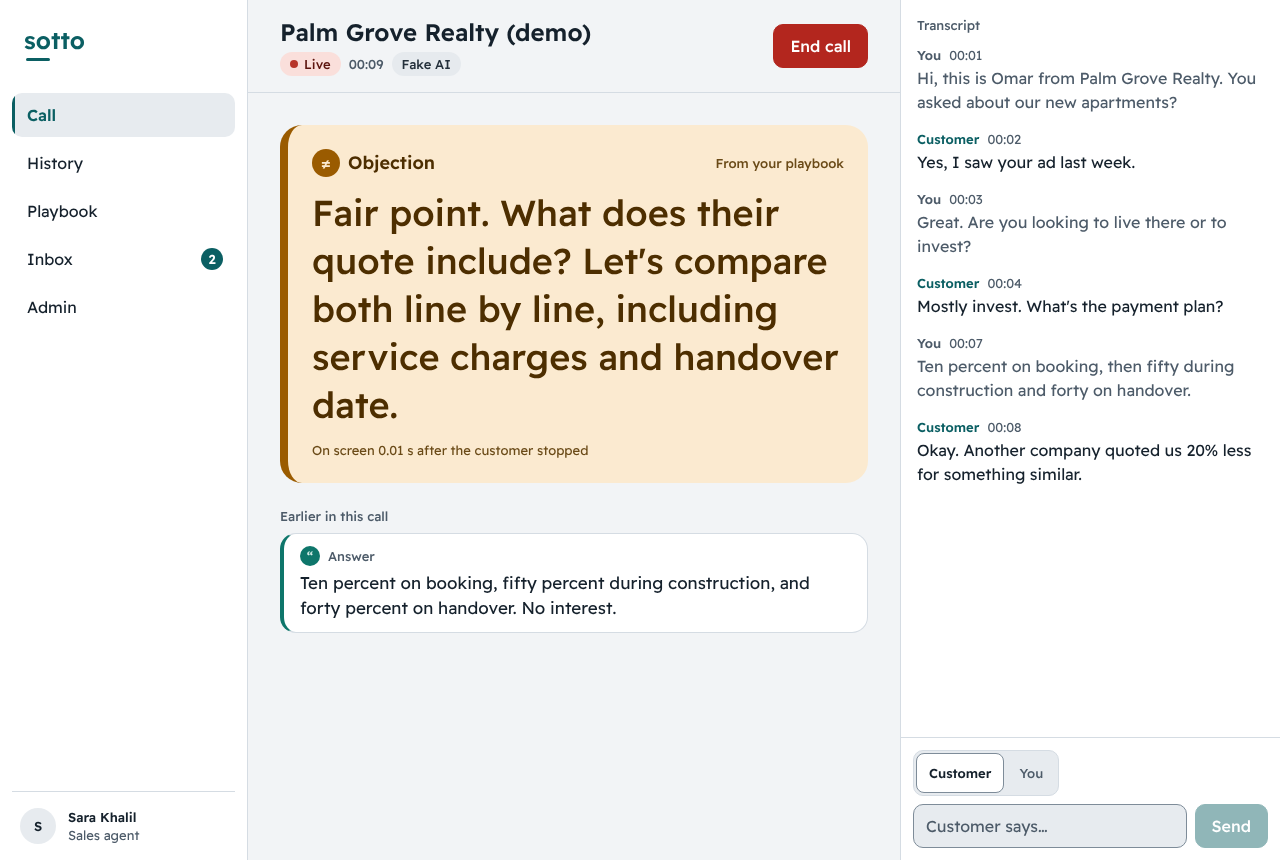 sotto
Call
History
Playbook
Inbox
2
Admin
S
Sara Khalil
Sales agent
Palm Grove Realty (demo)
Live
00:09
Fake AI
End call
≠
Objection
From your playbook
Fair point. What does their
quote include? Let's compare
both line by line, including
service charges and handover
date.
On screen 0.01 s after the customer stopped
Earlier in this call
“
Answer
Ten percent on booking, fifty percent during construction, and
forty percent on handover. No interest.
Transcript
You 00:01
Hi, this is Omar from Palm Grove Realty. You
asked about our new apartments?
Customer 00:02
Yes, I saw your ad last week.
You 00:03
Great. Are you looking to live there or to
invest?
Customer 00:04
Mostly invest. What's the payment plan?
You 00:07
Ten percent on booking, then fifty during
construction and forty on handover.
Customer 00:08
Okay. Another company quoted us 20% less
for something similar.
Customer
You
Customer says...
Send